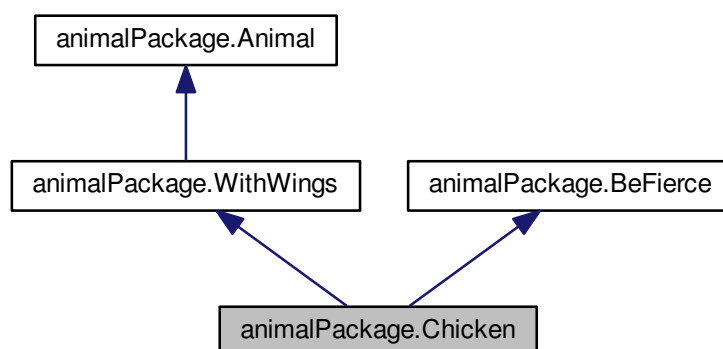 animalPackage.Animal
animalPackage.WithWings
animalPackage.BeFierce
animalPackage.Chicken